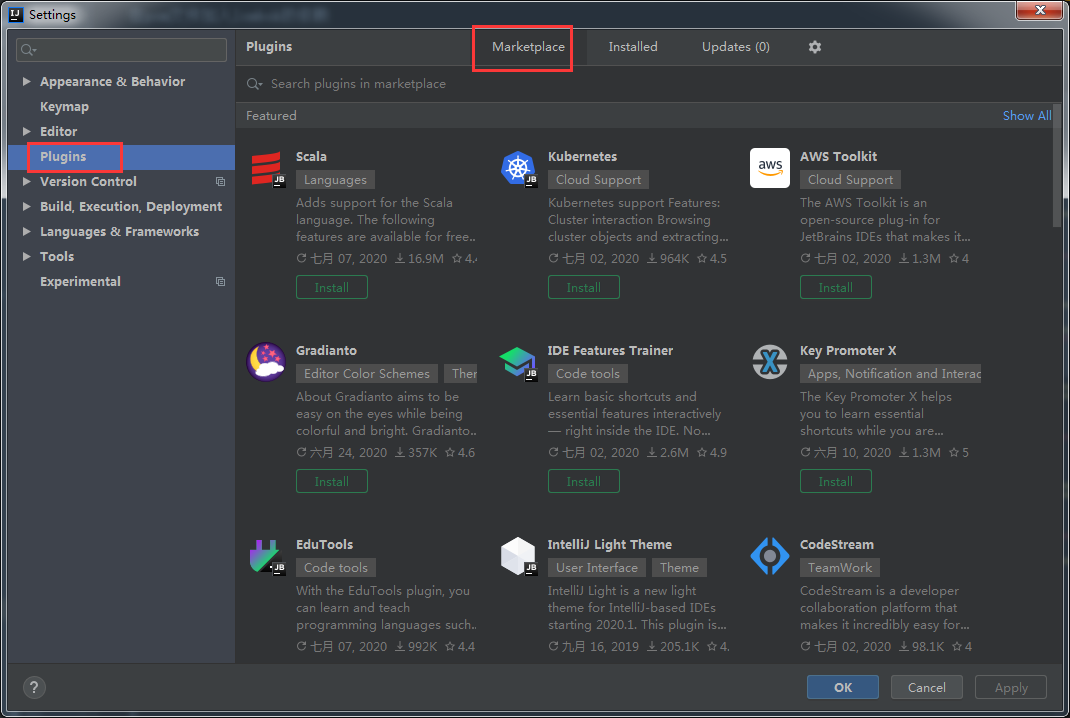 Settings
Plugins
Marketplace
Installed
Updates (0)
Appearance & Behavior
Keymap
Editor
Plugins
Version Control
Build, Execution, Deployment
Languages & Frameworks
Tools
Experimental
Search plugins in marketplace
Featured
Show All
Scala
Languages
Adds support for the Scala
language. The following
features are available for free..
七月 07, 2020 16.9M 4.4
Install
Kubernetes
Cloud Support
Kubernetes support Features:
Cluster interaction Browsing
cluster objects and extracting...
七月 02, 2020 964K 4.5
Install
aws
AWS Toolkit
Cloud Support
The AWS Toolkit is an
open-source plug-in for
JetBrains IDEs that makes it...
七月 02, 2020 1.3M 4
Install
Gradianto
Editor Color Schemes
About Gradianto aims to be
easy on the eyes while being
colorful and bright. Gradianto..
六月 24, 2020 357K 4.6
Install
IDE Features Trainer
Code tools
Learn basic shortcuts and
essential features interactively
— right inside the IDE. No...
七月 02, 2020 2.6M 4.9
Install
Key Promoter X
Apps, Notification and Interac
The Key Promoter X helps
you to learn essential
shortcuts while you are...
六月 10, 2020 1.3M 5
Install
EduTools
Code tools
With the EduTools plugin, you
can learn and teach
programming languages such..
七月 07, 2020 992K 4.4
IntelliJ Light Theme
User Interface Theme
IntelliJ Light is a new light
theme for IntelliJ-based IDEs
starting 2020.1. This plugin is...
九月 16, 2019 205.1K 4.
CodeStream
TeamWork
CodeStream is a developer
collaboration platform that
makes it incredibly easy for...
七月 02, 2020 98.1K 4
?
OK
Cancel
Apply